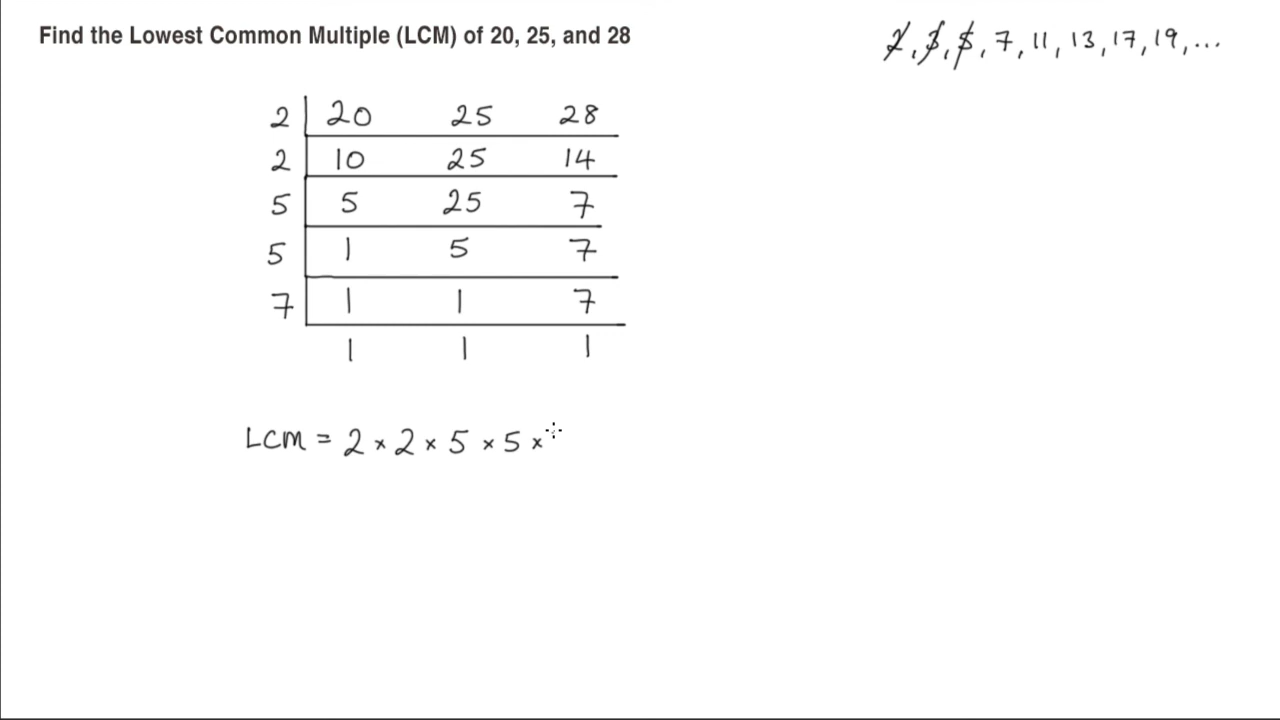 Find the Lowest Common Multiple (LCM) of 20, 25, and 28
2, 3, 5, 7, 11, 13, 17, 19, ...
2 | 20 25 28
2 | 10 25 14
5 | 5 25 7
5 | 1 5 7
7 | 1 1 7
1 1 1
LCM = 2 × 2 × 5 × 5 ×